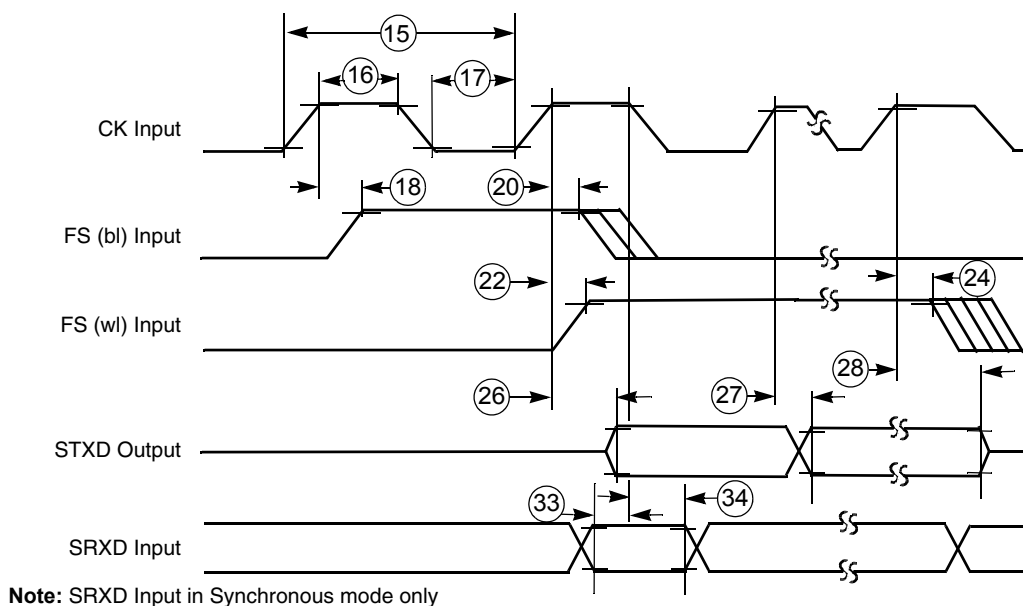 15
16
17
CK Input
18
20
FS (bl) Input
22
24
FS (wl) Input
28
26
27
STXD Output
33
34
SRXD Input
Note: SRXD Input in Synchronous mode only